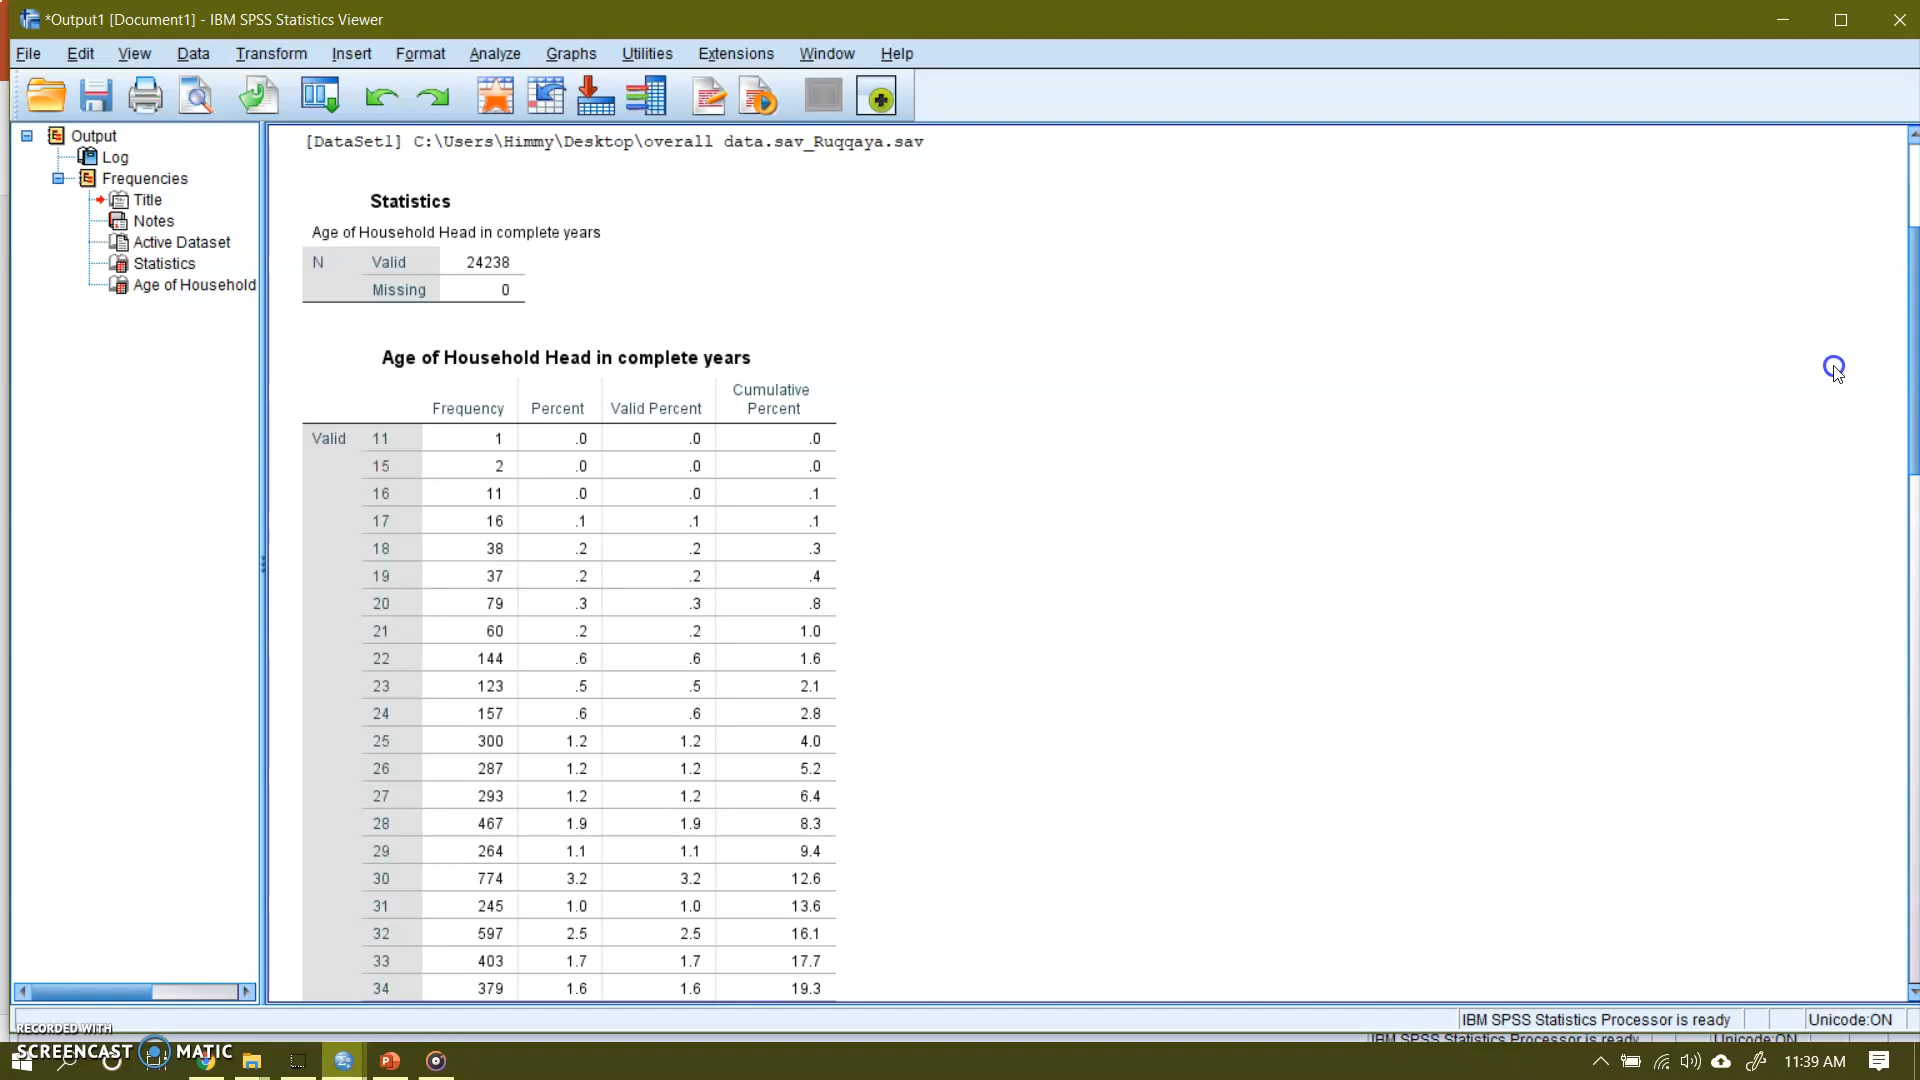 *Output1 [Document1] - IBM SPSS Statistics Viewer
File Edit View Data Transform Insert Format Analyze Graphs Utilities Extensions Window Help
Output
Log
Frequencies
Title
Notes
Active Dataset
Statistics
Age of Household
[DataSet1] C:\Users\Himmy\Desktop\overall data.sav_Ruqqaya.sav
Statistics
Age of Household Head in complete years
N Valid 24238
Missing 0
Age of Household Head in complete years
Frequency Percent Valid Percent Cumulative Percent
Valid 11 1 .0 .0 .0
15 2 .0 .0 .0
16 11 .0 .0 .1
17 16 .1 .1 .1
18 38 .2 .2 .3
19 37 .2 .2 .4
20 79 .3 .3 .8
21 60 .2 .2 1.0
22 144 .6 .6 1.6
23 123 .5 .5 2.1
24 157 .6 .6 2.8
25 300 1.2 1.2 4.0
26 287 1.2 1.2 5.2
27 293 1.2 1.2 6.4
28 467 1.9 1.9 8.3
29 264 1.1 1.1 9.4
30 774 3.2 3.2 12.6
31 245 1.0 1.0 13.6
32 597 2.5 2.5 16.1
33 403 1.7 1.7 17.7
34 379 1.6 1.6 19.3
IBM SPSS Statistics Processor is ready Unicode:ON
IBM SPSS Statistics Processor is ready Unicode:ON
RECORDED WITH
SCREENCAST MATIC
11:39 AM